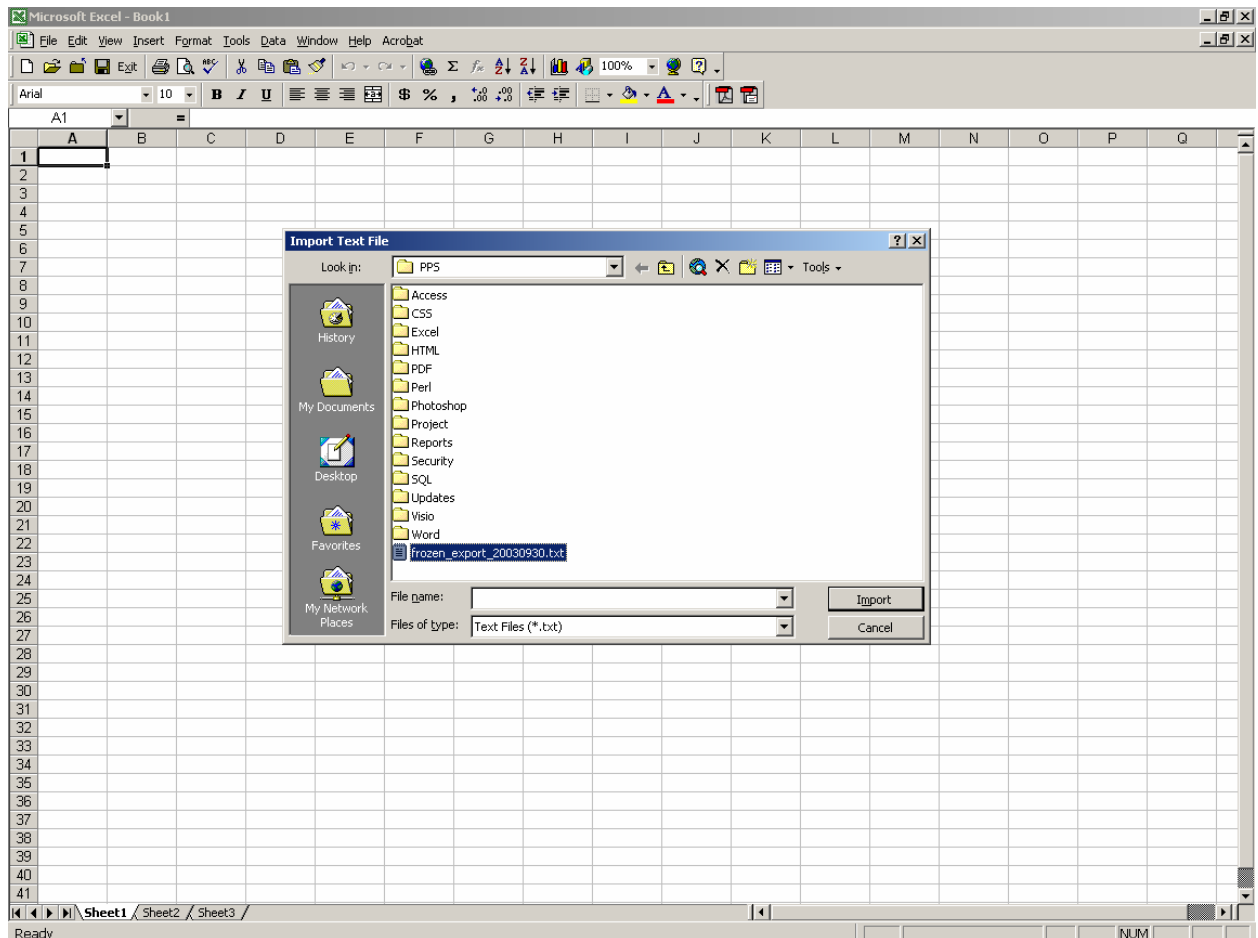 Microsoft Excel - Book1
File Edit View Insert Format Tools Data Window Help Acrobat
Exit ABC 100%
Arial 10 B I U $ % ,
A1 =
A B C D E F G H I J K L M N O P Q
1
2
3
4
5
6
7
8
9
10
11
12
13
14
15
16
17
18
19
20
21
22
23
24
25
26
27
28
29
30
31
32
33
34
35
36
37
38
39
40
41
Import Text File
Look in: PPS Tools
History
My Documents
Desktop
Favorites
My Network
Places
Access
CSS
Excel
HTML
PDF
Perl
Photoshop
Project
Reports
Security
SQL
Updates
Visio
Word
frozen_export_20030930.txt
File name: Import
Files of type: Text Files (*.txt) Cancel
Sheet1 Sheet2 Sheet3
Ready NUM